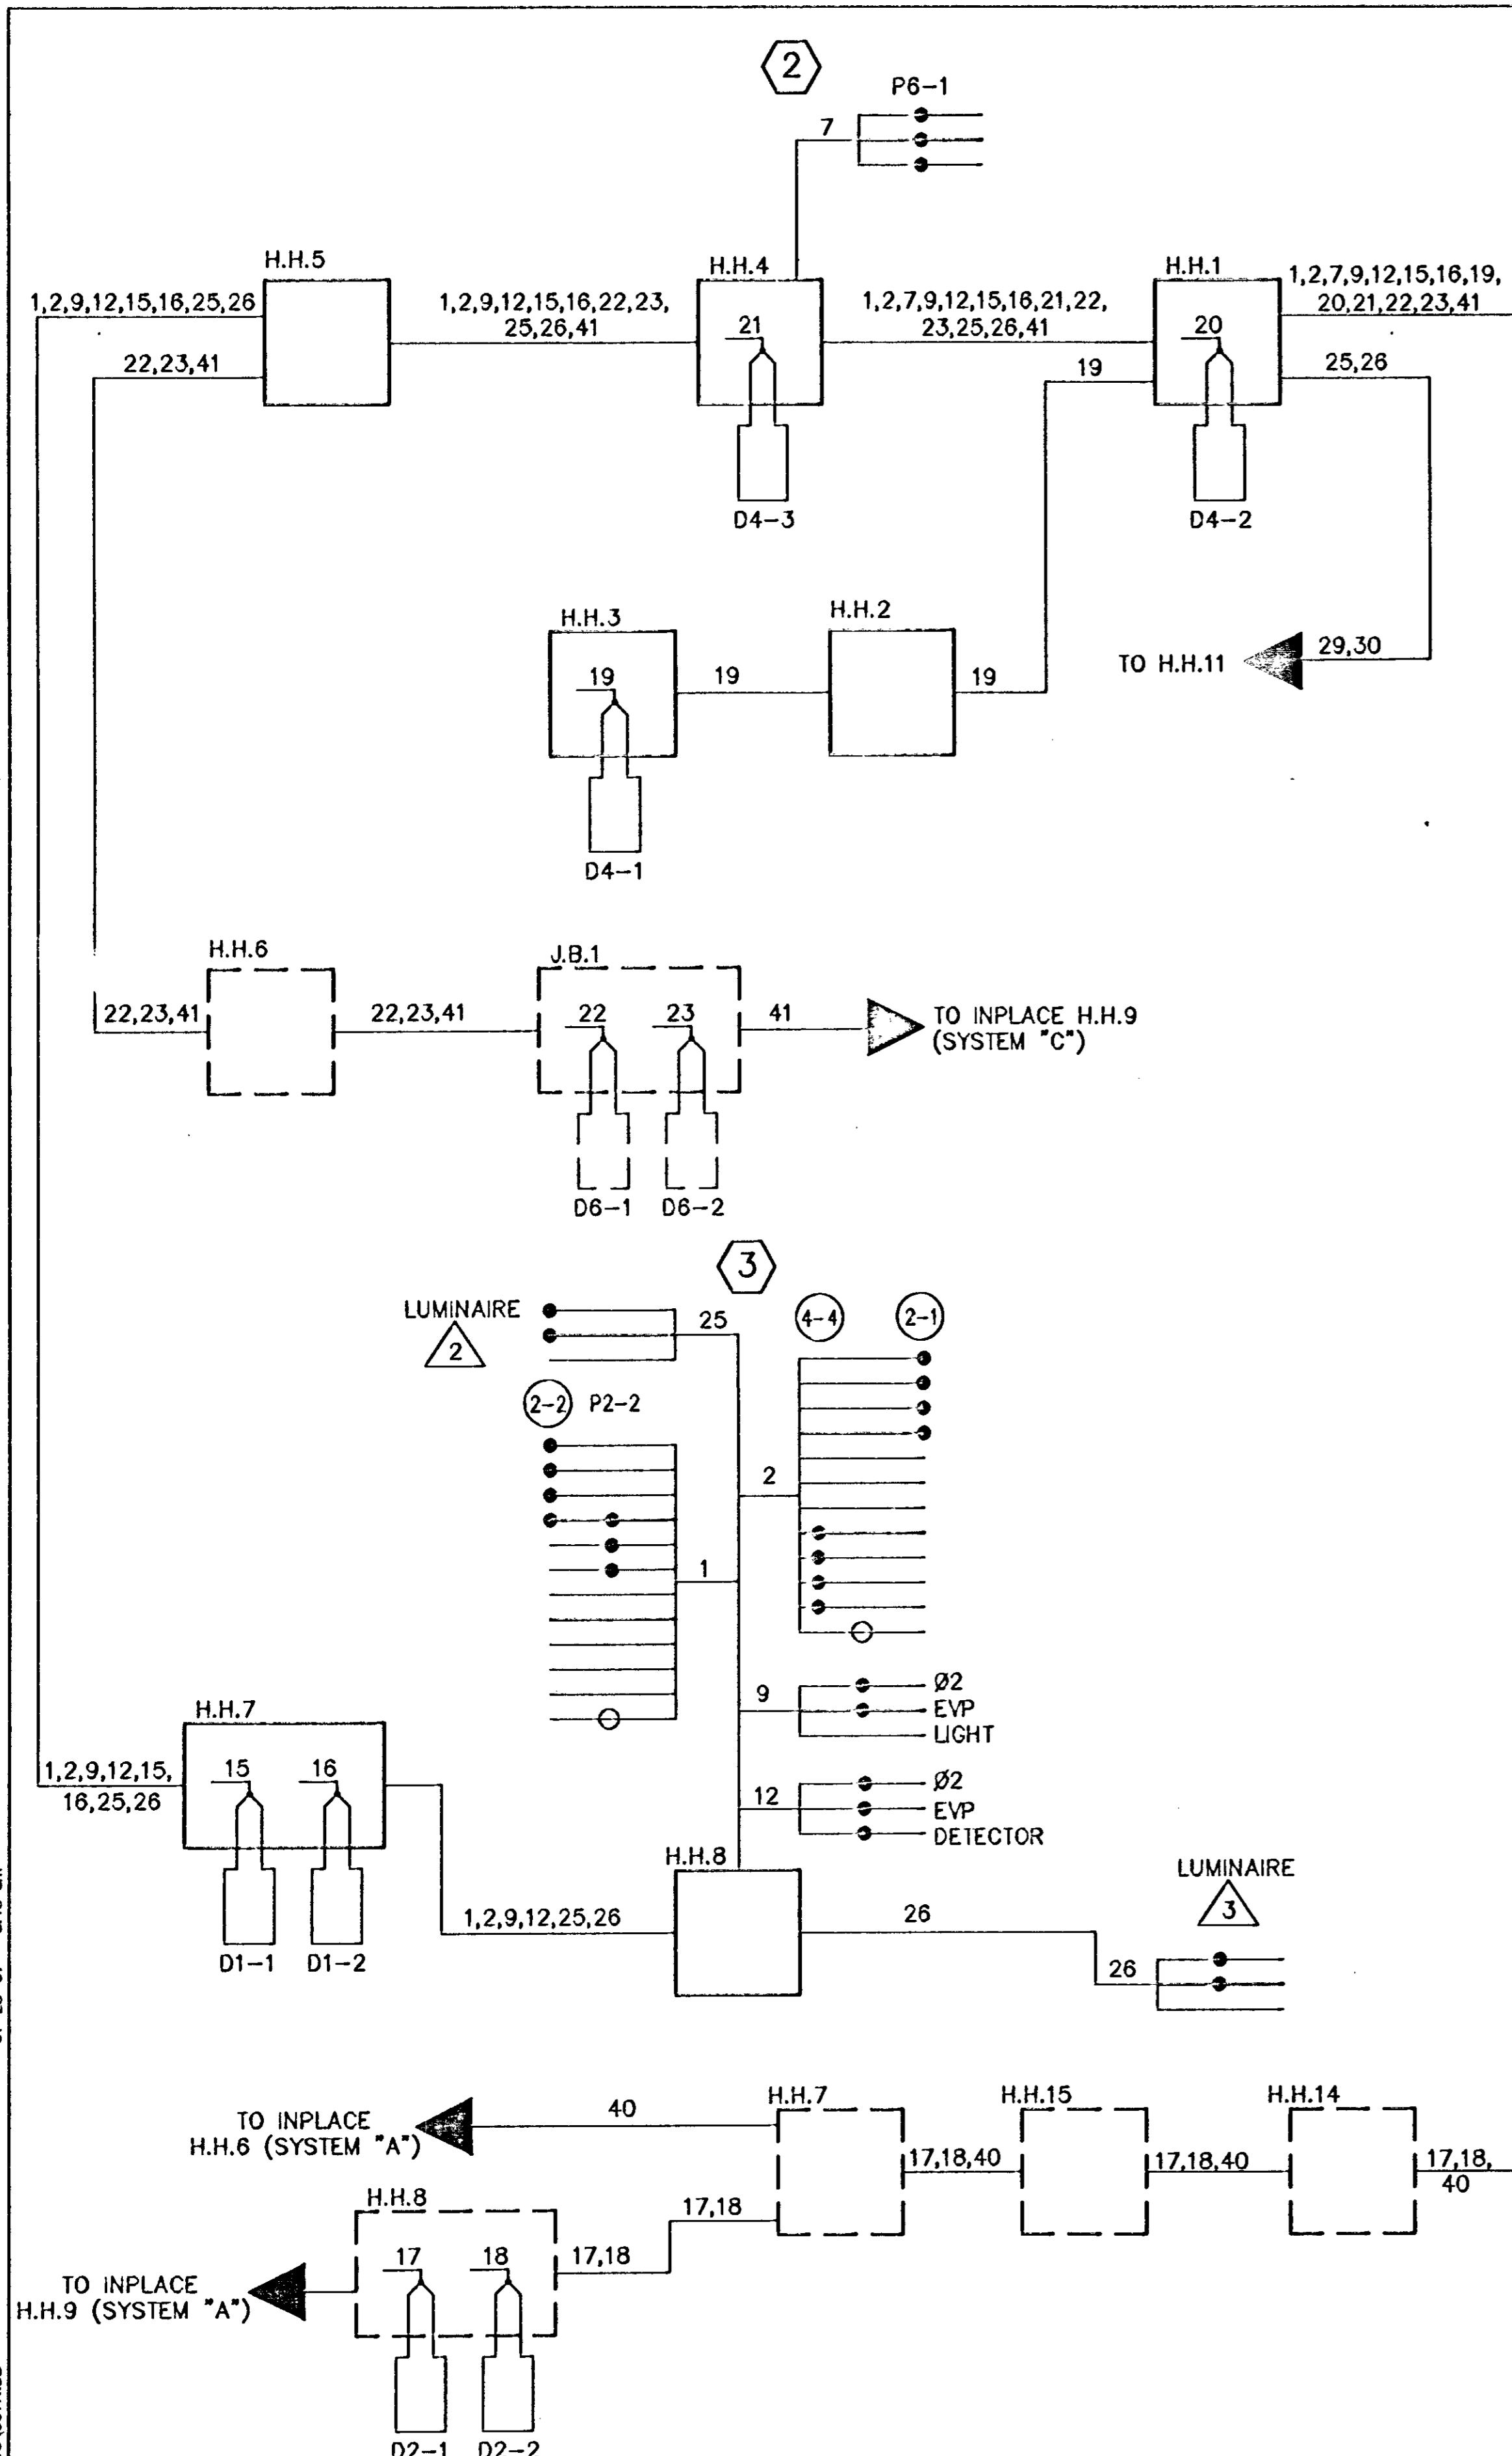 2
P6-1
7
H.H.5
H.H.4
H.H.1
1,2,9,12,15,16,25,26
1,2,9,12,15,16,22,23,
25,26,41
1,2,7,9,12,15,16,21,22,
23,25,26,41
1,2,7,9,12,15,16,19,
20,21,22,23,41
21
20
22,23,41
19
25,26
D4-3
D4-2
H.H.3
H.H.2
19
19
19
TO H.H.11
29,30
D4-1
H.H.6
J.B.1
22,23,41
22,23,41
22
23
41
TO INPLACE H.H.9
(SYSTEM "C")
D6-1
D6-2
3
LUMINAIRE
2
25
4-4
2-1
2-2
P2-2
2
1
9
Ø2
EVP
LIGHT
H.H.7
1,2,9,12,15,
16,25,26
15
16
12
Ø2
EVP
DETECTOR
H.H.8
LUMINAIRE
3
D1-1
D1-2
1,2,9,12,25,26
26
26
H.H.7
H.H.15
H.H.14
TO INPLACE
H.H.6 (SYSTEM "A")
40
17,18,40
17,18,40
17,18,
40
H.H.8
17,18
17
18
17,18
TO INPLACE
H.H.9 (SYSTEM "A")
D2-1
D2-2